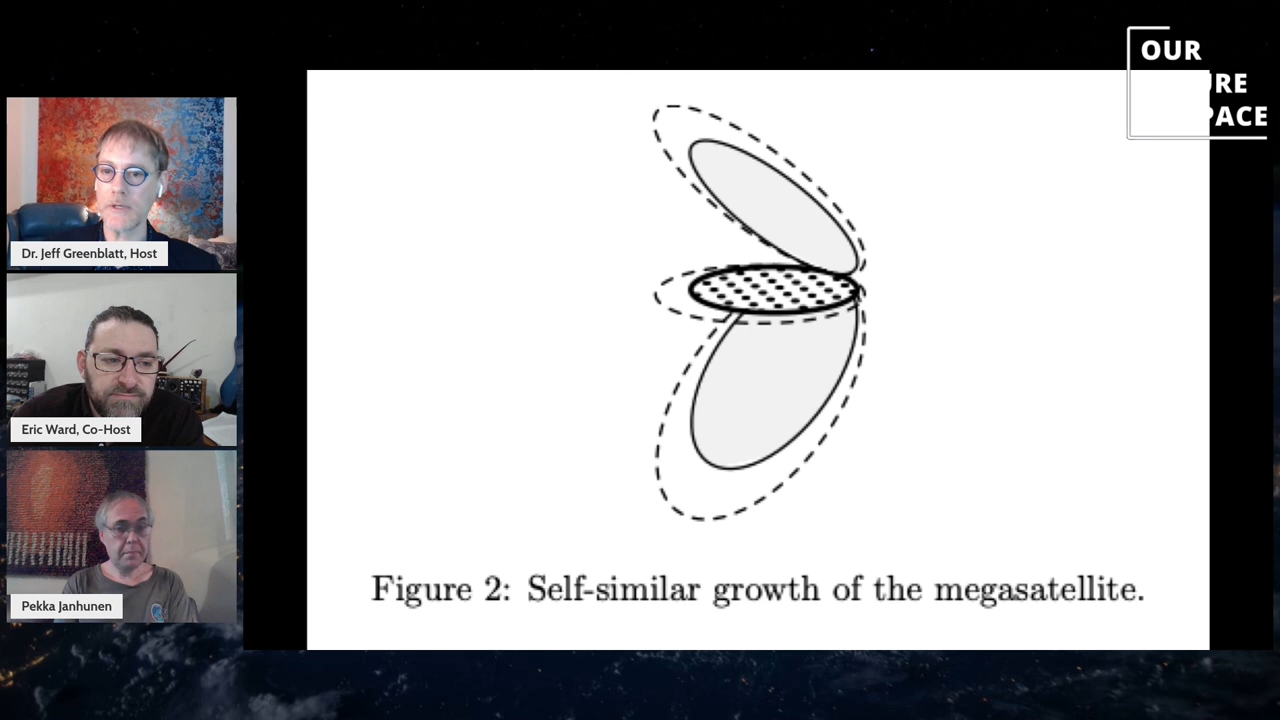 OUR
URE
PACE
Dr. Jeff Greenblatt, Host
Eric Ward, Co-Host
Pekka Janhunen
Figure 2: Self-similar growth of the megasatellite.